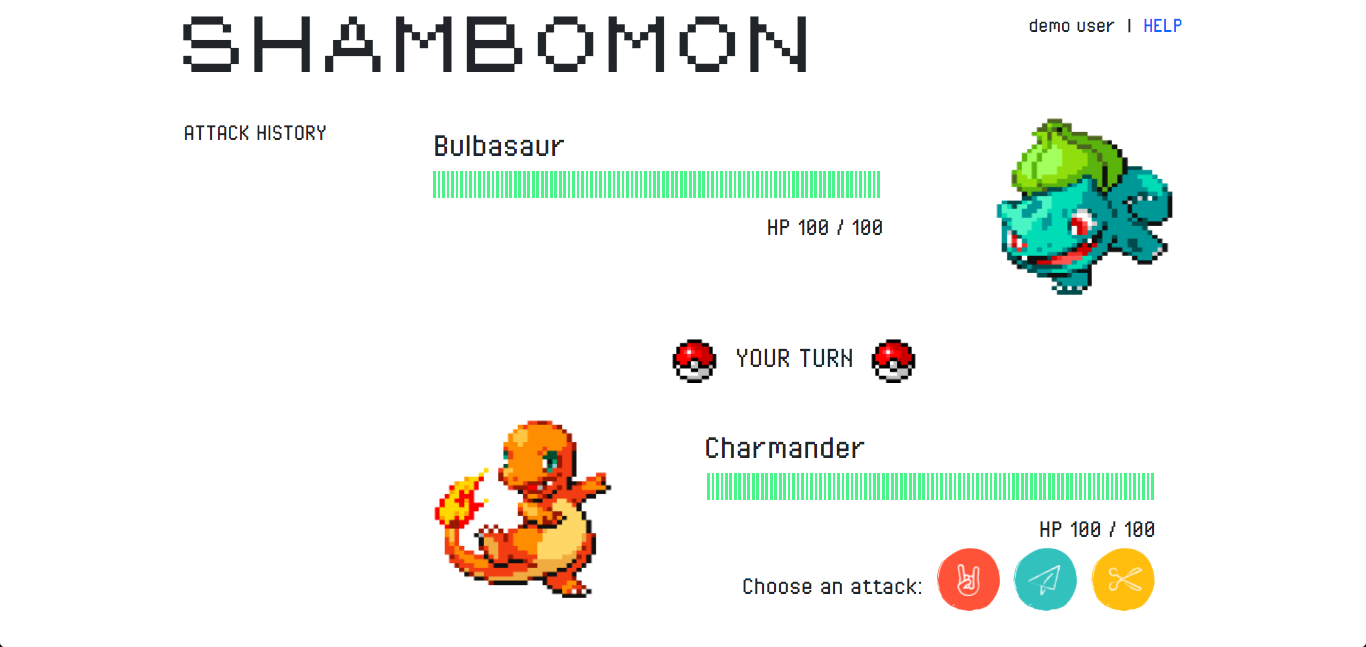 SHAMBOMON
demo user | HELP
ATTACK HISTORY
Bulbasaur
HP 100 / 100
YOUR TURN
Charmander
HP 100 / 100
Choose an attack: